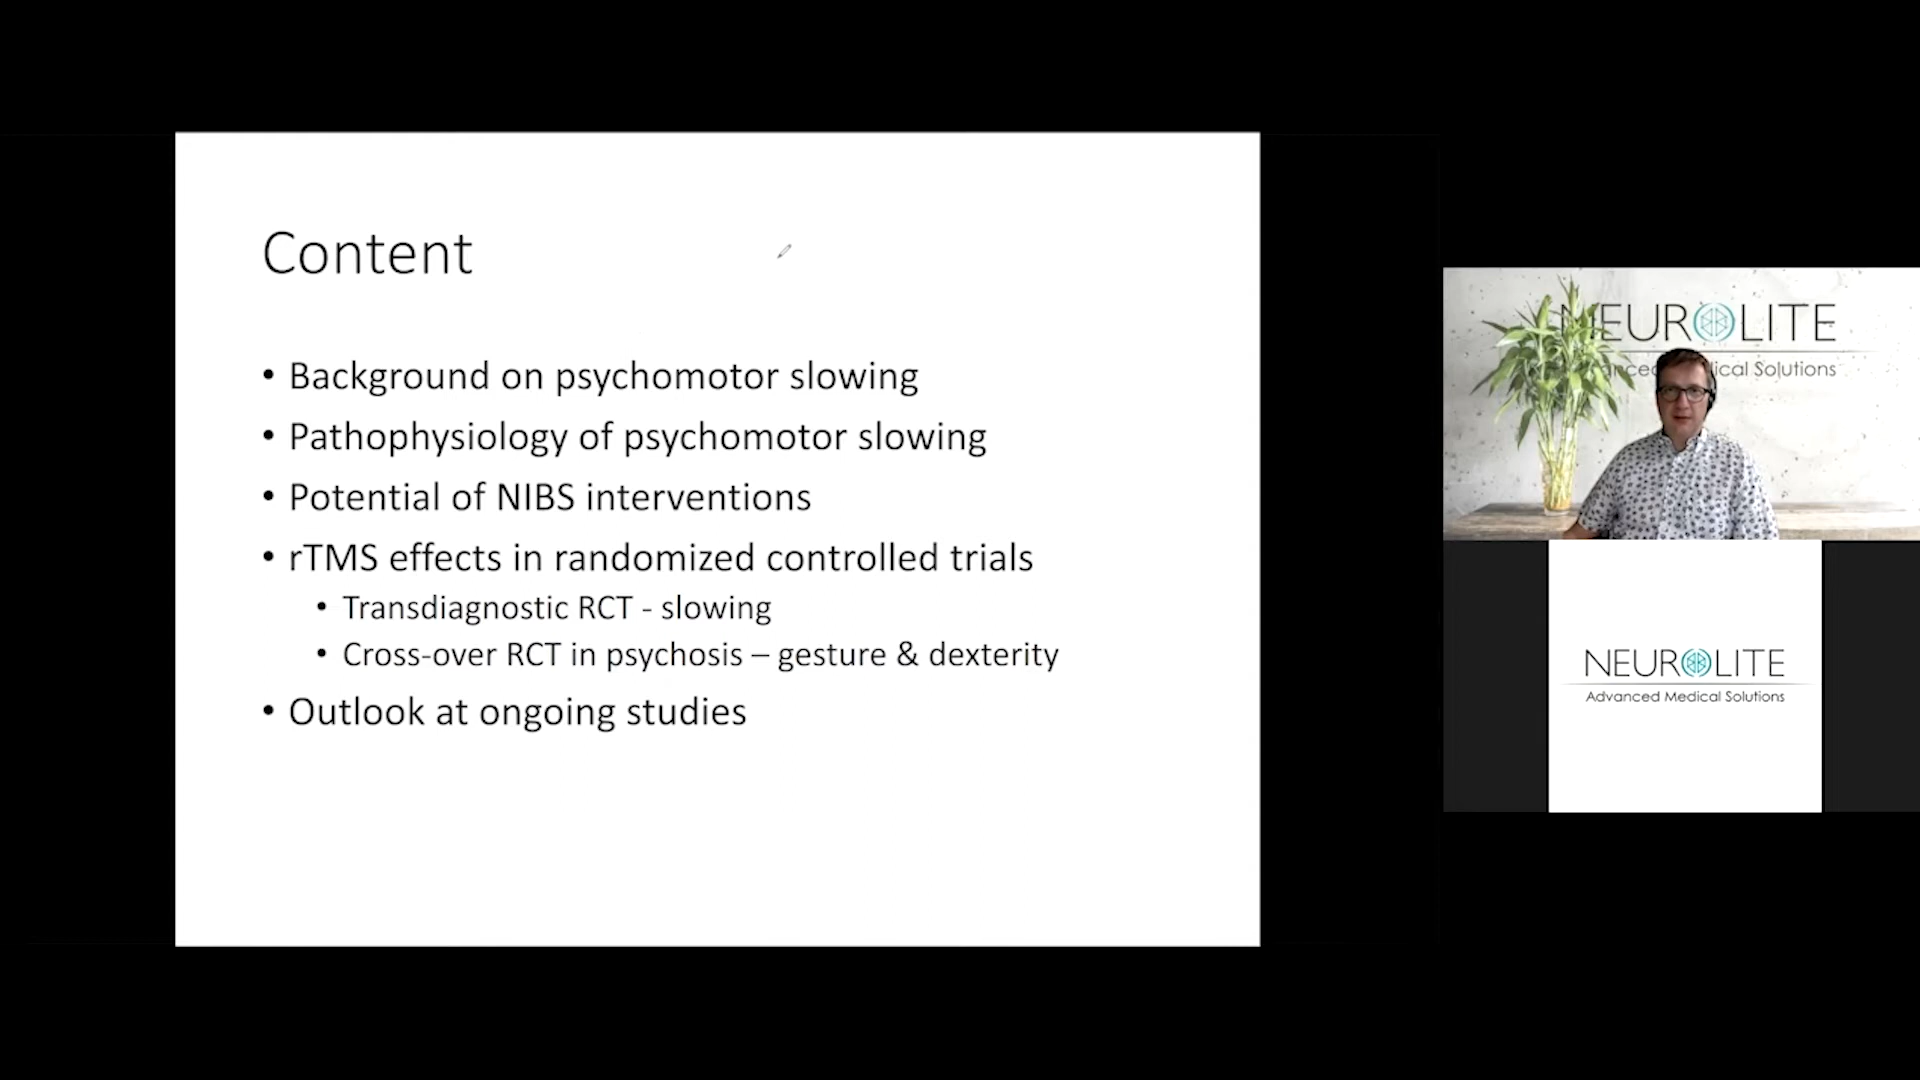 Content
• Background on psychomotor slowing
• Pathophysiology of psychomotor slowing
• Potential of NIBS interventions
• rTMS effects in randomized controlled trials
• Transdiagnostic RCT - slowing
• Cross-over RCT in psychosis – gesture & dexterity
• Outlook at ongoing studies
NEUROLITE
Solutions
NEUROLITE
Advanced Medical Solutions